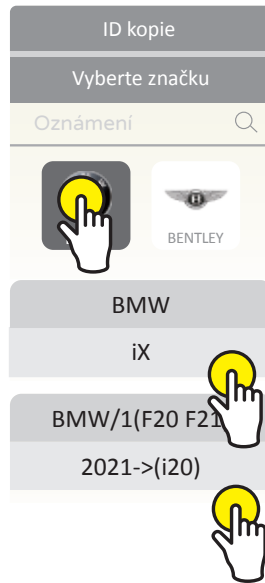 ID kopie
Vyberte značku
Oznámení
BENTLEY
BMW
iX
BMW/1(F20 F21
2021->(i20)